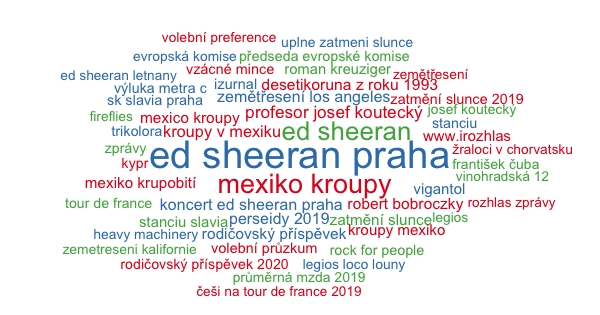 volební preference
uplne zatmeni slunce
evropská komise předseda evropské komise
vzácné mince roman kreuziger
ed sheeran letnany zemětřesení
výluka metra c izurnal desetikoruna z roku 1993
sk slavia praha zemětřesení los angeles zatmění slunce 2019
fireflies mexico kroupy profesor josef koutecký josef koutecky
trikolora kroupy v mexiku ed sheeran stanciu
www.irozhlas
zprávy ed sheeran praha žraloci v chorvatsku
kypr františek čuba
mexiko krupobití mexiko kroupy vinohradská 12
vigantol
tour de france koncert ed sheeran praha robert bobroczky rozhlas zprávy
stanciu slavia perseidy 2019 zatmění slunce legios
heavy machinery rodičovský příspěvek kroupy mexiko
zemetreseni kalifornie volební průzkum rock for people
rodičovský příspěvek 2020 legios loco louny
průměrná mzda 2019
češi na tour de france 2019